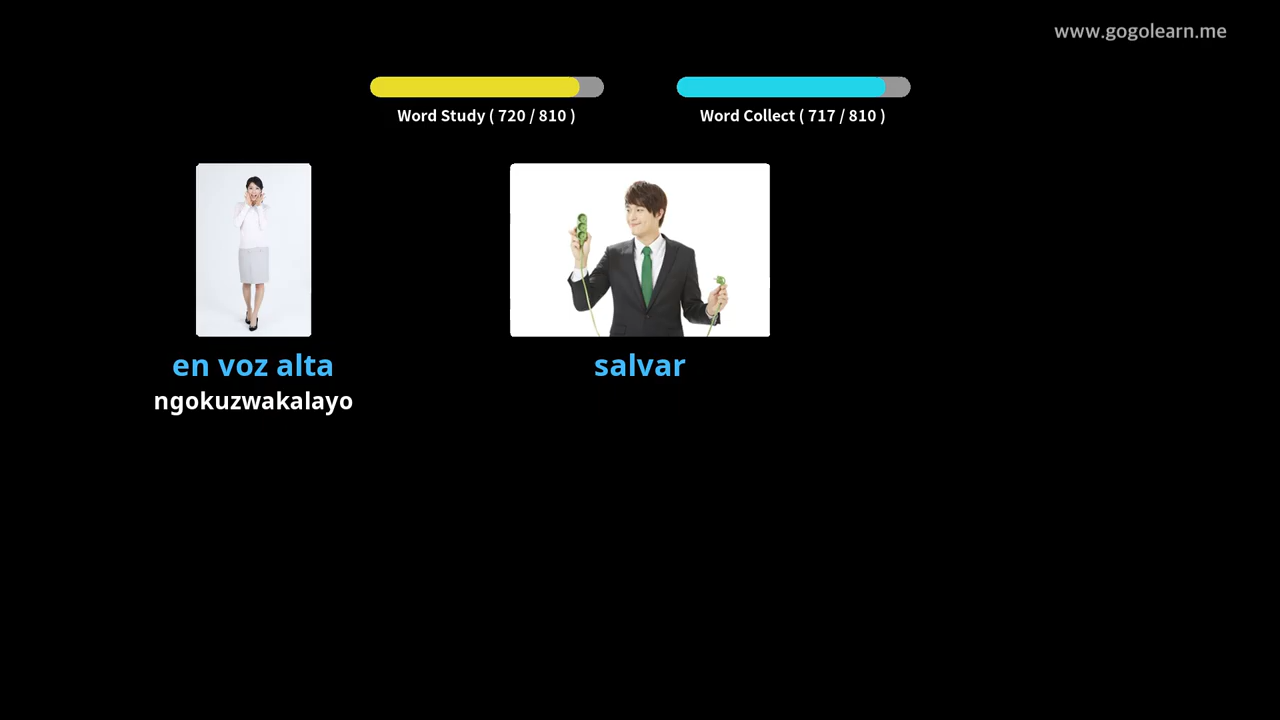 www.gogolearn.me
Word Study ( 720 / 810 )
Word Collect ( 717 / 810 )
en voz alta
ngokuzwakalayo
salvar